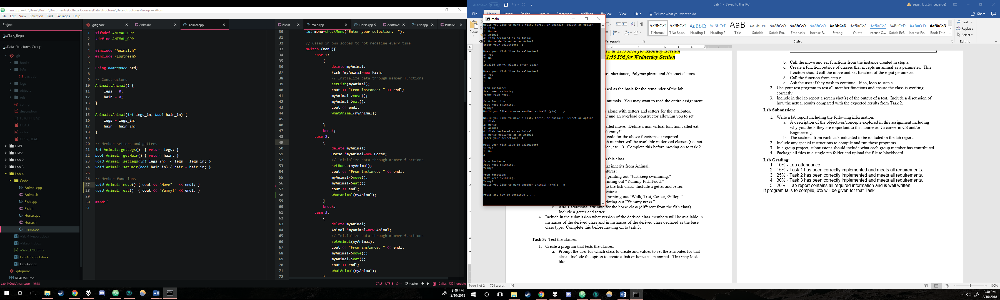 main.cpp — C:\Users\Dustin\Documents\College Courses\Data Structures\Data-Structures-Group — Atom
File Edit View Selection Find Packages Help
Project
Class_Repo
Data-Structures-Group
.git
hooks
info
exclude
logs
objects
refs
config
description
FETCH_HEAD
HEAD
index
ORIG_HEAD
HW1
HW2
Lab 2
Lab 3
Lab 4
Code
Animal.cpp
Animal.h
Fish.cpp
Fish.h
Horse.cpp
Horse.h
main.cpp
~$b 4 Report.docx
~$Lab 4.docx
~WRL3783.tmp
Lab 4 Report.docx
Lab 4.docx
.gitignore
README.md
.gitignore Animal.h Animal.cpp
1 #ifndef ANIMAL_CPP
2 #define ANIMAL_CPP
3
4 #include "Animal.h"
5 #include <iostream>
6
7 using namespace std;
8
9 // Constructors
10 Animal::Animal() {
11 legs = 0;
12 hair = 0;
13 }
14
15 Animal::Animal(int legs_in, bool hair_in) {
16 legs = legs_in;
17 hair = hair_in;
18 }
19
20 // Member setters and getters
21 int Animal::getLegs() { return legs; }
22 bool Animal::getHair() { return hair; }
23 void Animal::setLegs(int legs_in) { legs = legs_in; }
24 void Animal::setHair(bool hair_in) { hair = hair_in; }
25
26 // Member functions
27 void Animal::move() { cout << "Move" << endl; }
28 void Animal::eat() { cout << "Yummy!" << endl; }
29
30 #endif
31
Fish.h main.cpp Horse.cpp Animal.h Fish.cpp Horse.h
30 int menu=checkMenu("Enter your selection: ");
31
32 // Cases in own scopes to not redefine every time
33 switch (menu){
34 case 1:
35 {
36 delete myAnimal;
37 Fish *myAnimal=new Fish;
38 // Initialize data through member functions
39 setFish(myAnimal);
40 cout << "From instance: " << endl;
41 myAnimal->move();
42 myAnimal->eat();
43 cout << endl;
44 whatAnimal(myAnimal);
45
46 }
47 break;
48 case 2:
49 {
50 delete myAnimal;
51 Horse *myAnimal=new Horse;
52 // Initialize data through member functions
53 setHorse(myAnimal);
54 cout << "From instance: " << endl;
55 myAnimal->move();
56 myAnimal->eat();
57 cout << endl;
58 whatAnimal(myAnimal);
59 }
60 break;
61 case 3:
62 {
63 delete myAnimal;
64 Animal *myAnimal=new Animal;
65 // Initialize data through member functions
66 setAnimal(myAnimal);
67 cout << "From instance: " << endl;
68 myAnimal->move();
69 myAnimal->eat();
70 cout << endl;
71 whatAnimal(myAnimal);
72 }
Lab 4\Code\main.cpp 49:18
CRLF UTF-8 C++ master 12 files 1 update
3:40 PM
2/10/2018
AutoSave Off
Lab 4 - Saved to this PC
Seger, Dustin (segerde)
File Home Insert Design Layout References Mailings Review View Help Tell me what you want to do
Share
Paste
Paragraph
AaBbCcI AaBbCcI AaBbCc AaBbCcI AaB AaBbCcD AaBbCcD AaBbCcD AaBbCcD AaBbCcD AaBbCcI AaBbCcI AaBbCcD AaBbCcD AaBbCcD
¶ Normal ¶ No Spac... Heading 1 Heading 2 Title Subtitle Subtle Em... Emphasis Intense E... Strong Quote Intense Q... Subtle Ref... Intense Re... Book Title
Styles
Find
Replace
Select
Editing
main
Would you like to make a fish, horse, or animal? Select an option
1: Fish
2: Horse
3: Animal
4: Fish declared as an Animal
5: Horse declared as an Animal
Enter your selection: 1
Does your fish live in saltwater?
1: Yes
2: No
3
Invalid entry, please enter again
Does your fish live in saltwater?
1: Yes
2: No
1
From instance:
Just keep swimming.
Yummy Fish Food.
From function:
Just keep swimming.
Yummy!
Would you like to make another animal? (y/n): y
Would you like to make a fish, horse, or animal? Select an option
1: Fish
2: Horse
3: Animal
4: Fish declared as an Animal
5: Horse declared as an Animal
Enter your selection: 4
Does your fish live in saltwater?
1: Yes
2: No
2
From instance:
Just keep swimming.
Yummy!
From function:
Just keep swimming.
Yummy!
Would you like to make another animal? (y/n): n
Press any key to continue . . .
11 at 11:55PM for Monday Section
11:55 PM for Wednesday Section
e Inheritance, Polymorphism and Abstract classes.
sed as the basis for the remainder of the lab.
animals. You may want to read the entire assignment
s along with getters and setters for the attributes.
r and an overload constructor allowing you to set
alled move. Define a non-virtual function called eat
Yummy!”.
code for the above functions as required.
ch member will be available in derived classes (i.e. not
den, etc…). Complete this before moving on to task 2.
n this class.
hat inherits from Animal.
atures:
s printing out “Just keep swimming.”
rinting out “Yummy Fish Food.”
to the fish class. Include a getter and setter.
features:
s printing out “Walk, Trot, Canter, Gallop.”
rinting out “Yummy grass.”
c. Add 1 additional attribute for the horse class (different from the fish class).
Include a getter and setter.
4. Include in the submission what version of the derived class members will be available in
instances of the derived class and in instances of the derived class declared as the base
class type. Complete this before moving on to task 3.
Task 3: Test the classes.
1. Create a program that tests the classes.
a. Prompt the user for which class to create and values to set the attributes for that
class. Include the option to create a fish or horse as an animal. This may look
like:
b. Call the move and eat functions from the instance created in step a.
c. Create a function outside of classes that accepts an animal as a parameter. This
function should call the move and eat function of the input parameter.
d. Call the function from step c.
e. Ask the user if they wish to continue. If so, loop to step a.
2. Use your test program to test all member functions and ensure the class is working
correctly.
3. Include in the lab report a screen shot(s) of the output of a test. Include a discussion of
how the actual results compared with the expected results from Task 2.
Lab Submission:
1. Write a lab report including the following information:
a. A description of the objectives/concepts explored in this assignment including
why you think they are important to this course and a career in CS and/or
Engineering.
b. The sections from each task indicated to be included in the lab report.
2. Include any special instructions to compile and run those programs.
3. In a group project, submissions should include what each group member has contributed.
4. Package all files in a single zip folder and upload the file to blackboard.
Lab Grading:
1. 10% - Lab attendance
2. 15% - Task 1 has been correctly implemented and meets all requirements.
3. 25% - Task 2 has been correctly implemented and meets all requirements.
4. 30% - Task 3 has been correctly implemented and meets all requirements.
5. 20% - Lab report contains all required information and is well written.
If program fails to compile, 0% will be given for that Task.
Page 1 of 2 704 words
100%
3:40 PM
2/10/2018